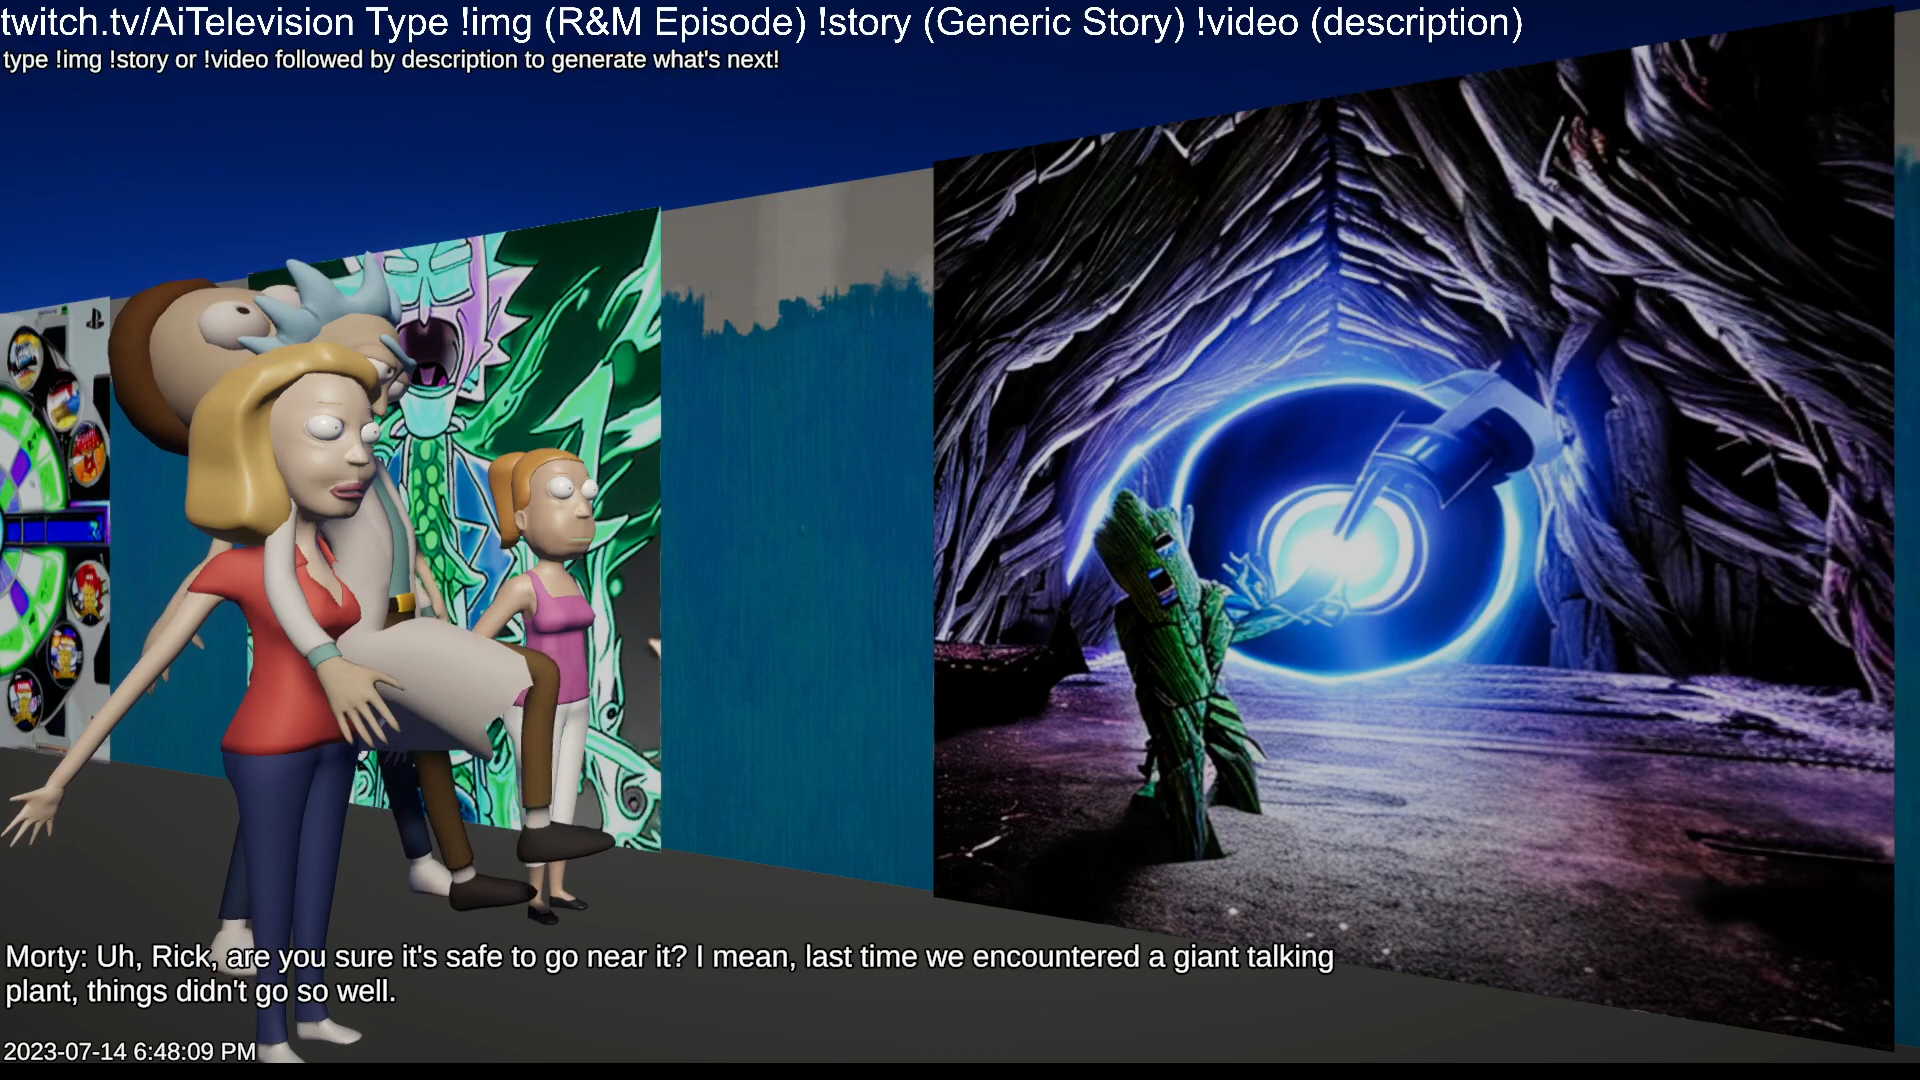 twitch.tv/AiTelevision Type !img (R&M Episode) !story (Generic Story) !video (description)
type !img !story or !video followed by description to generate what's next!
Morty: Uh, Rick, are you sure it's safe to go near it? I mean, last time we encountered a giant talking
plant, things didn't go so well.
2023-07-14 6:48:09 PM